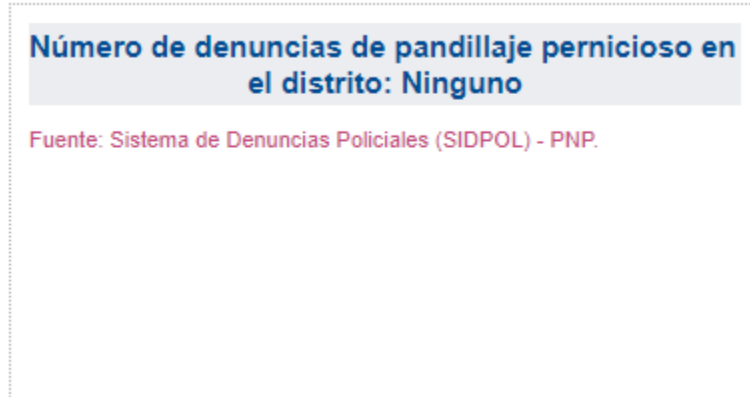 Número de denuncias de pandillaje pernicioso en
el distrito: Ninguno
Fuente: Sistema de Denuncias Policiales (SIDPOL) - PNP.